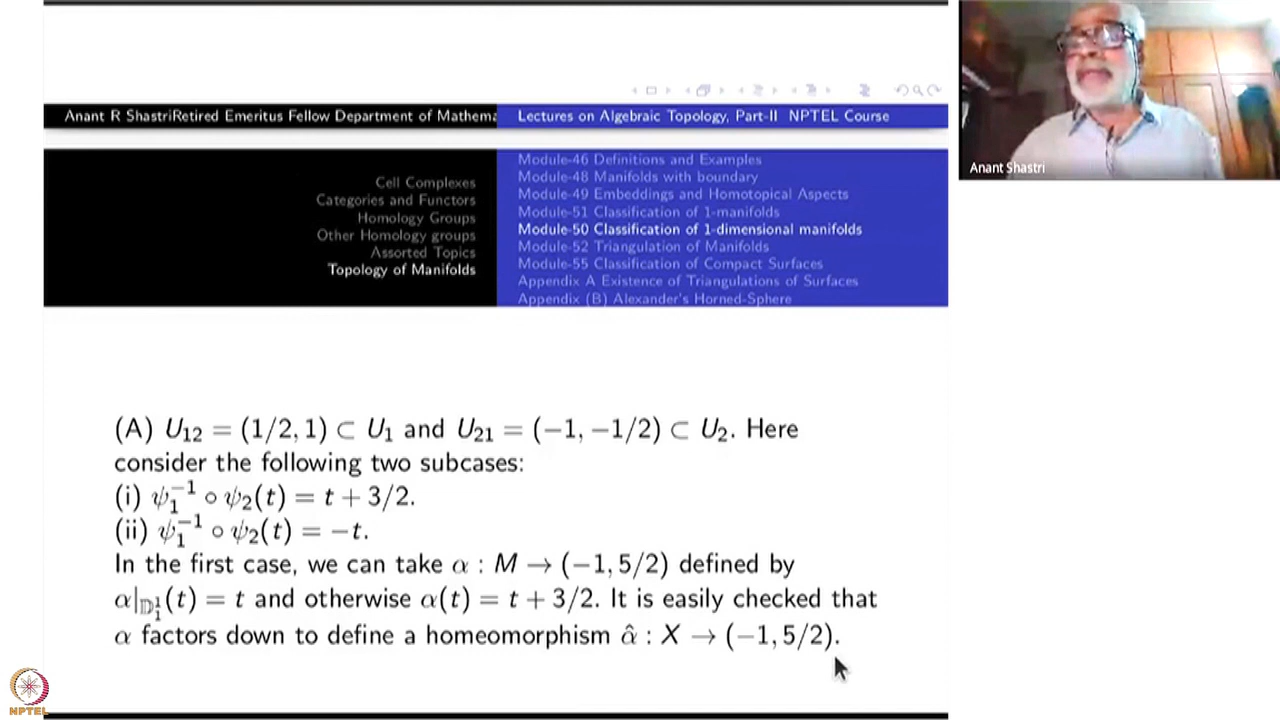 Anant R ShastriRetired Emeritus Fellow Department of Mathema
Lectures on Algebraic Topology, Part-II NPTEL Course
Cell Complexes
Categories and Functors
Homology Groups
Other Homology groups
Assorted Topics
Topology of Manifolds
Module-46 Definitions and Examples
Module-48 Manifolds with boundary
Module-49 Embeddings and Homotopical Aspects
Module-51 Classification of 1-manifolds
Module-50 Classification of 1-dimensional manifolds
Module-52 Triangulation of Manifolds
Module-55 Classification of Compact Surfaces
Appendix A Existence of Triangulations of Surfaces
Appendix (B) Alexander's Horned-Sphere
Anant Shastri
(A) U₁₂ = (1/2, 1) ⊂ U₁ and U₂₁ = (−1, −1/2) ⊂ U₂. Here
consider the following two subcases:
(i) ψ₁⁻¹ ∘ ψ₂(t) = t + 3/2.
(ii) ψ₁⁻¹ ∘ ψ₂(t) = −t.
In the first case, we can take α : M → (−1, 5/2) defined by
α|_{𝔻¹₁}(t) = t and otherwise α(t) = t + 3/2. It is easily checked that
α factors down to define a homeomorphism α̂ : X → (−1, 5/2).
NPTEL